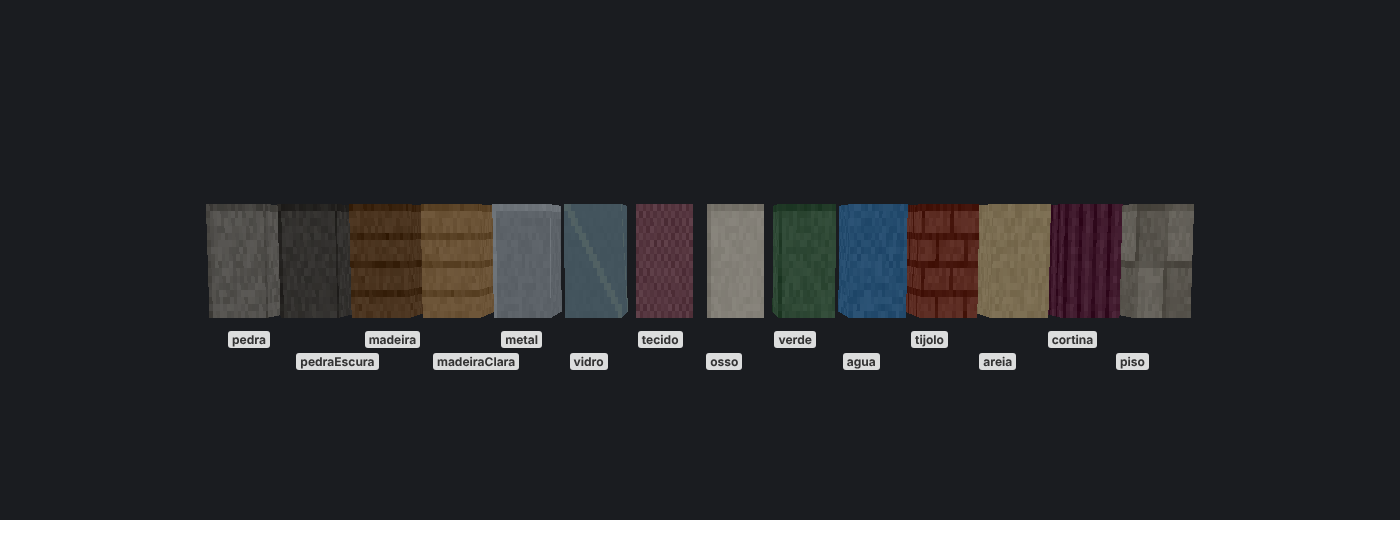 pedra
pedraEscura
madeira
madeiraClara
metal
vidro
tecido
osso
verde
agua
tijolo
areia
cortina
piso